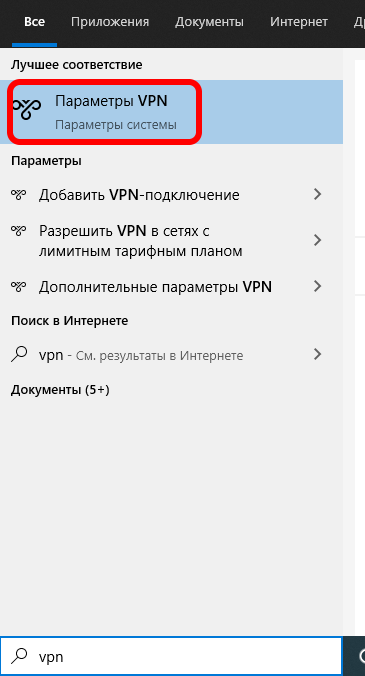 Все Приложения Документы Интернет
Лучшее соответствие
Параметры VPN
Параметры системы
Параметры
Добавить VPN-подключение
Разрешить VPN в сетях с
лимитным тарифным планом
Дополнительные параметры VPN
Поиск в Интернете
vpn - См. результаты в Интернете
Документы (5+)
vpn